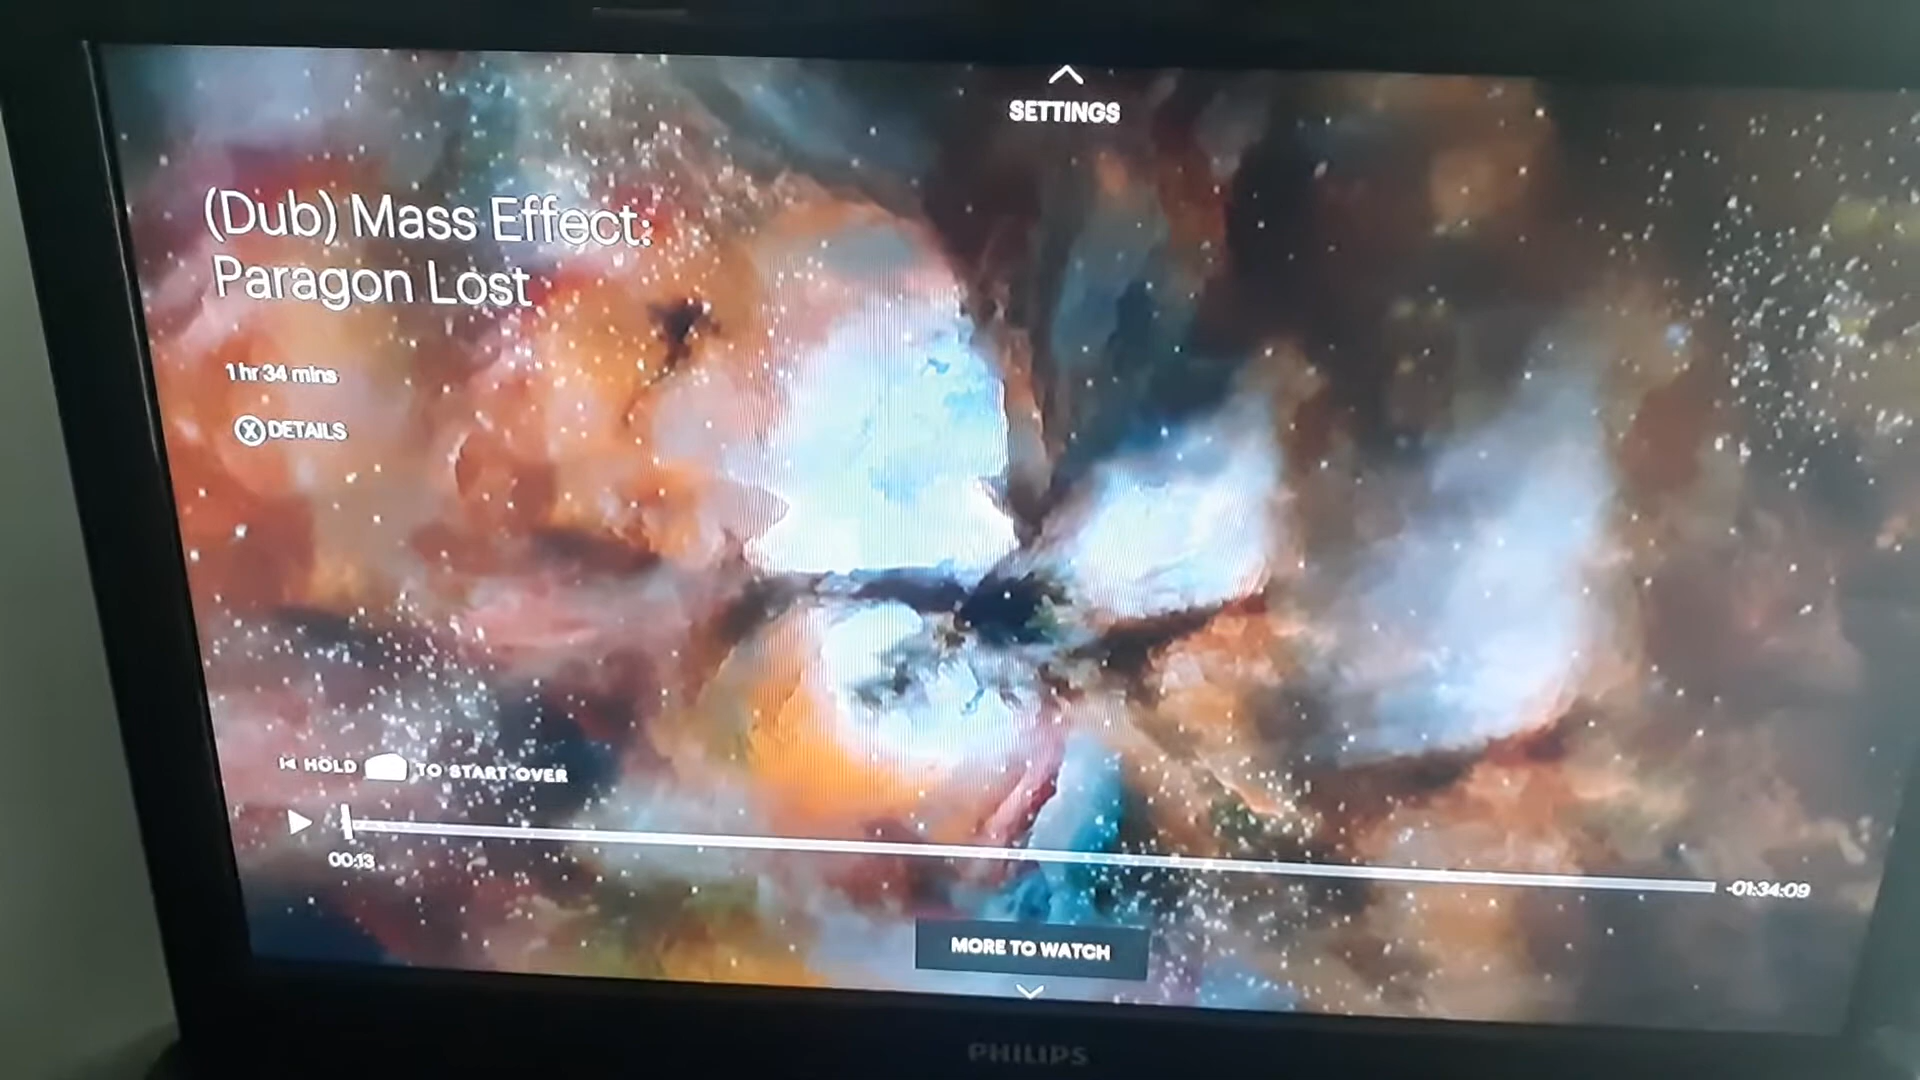 SETTINGS
(Dub) Mass Effect:
Paragon Lost
1 hr 34 mins
X DETAILS
HOLD TO START OVER
00:13
-01:34:09
MORE TO WATCH
PHILIPS